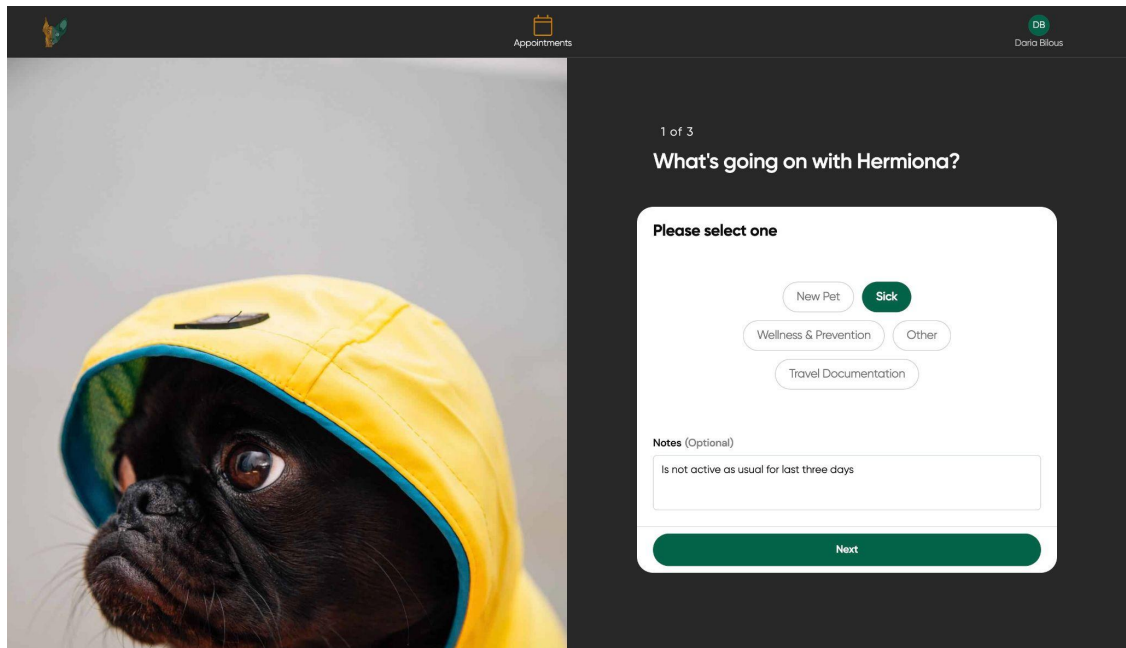 Appointments
DB
Daria Bilous
1 of 3
What's going on with Hermiona?
Please select one
New Pet
Sick
Wellness & Prevention
Other
Travel Documentation
Notes (Optional)
Is not active as usual for last three days
Next